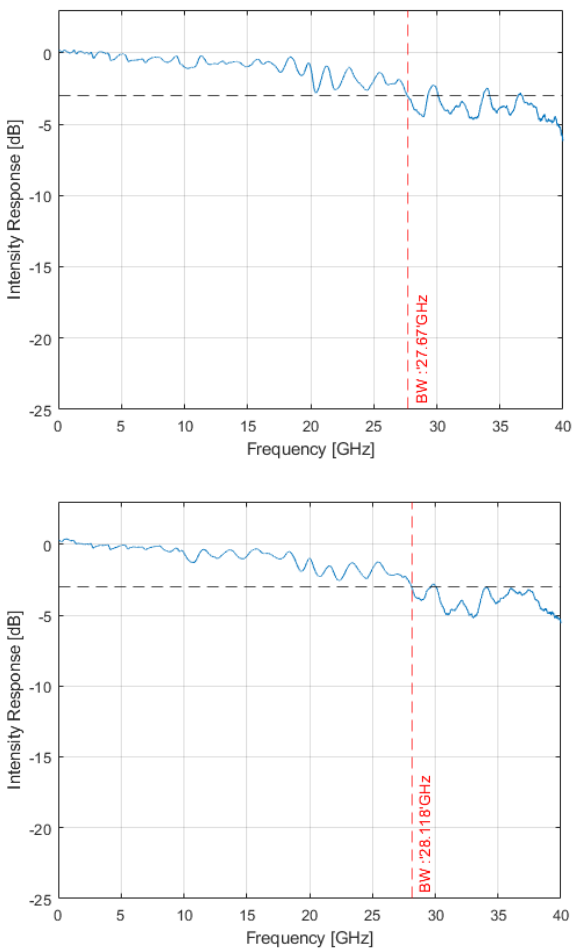 0
-5
-10
-15
-20
-25
Intensity Response [dB]
BW :'27.67'GHz
0 5 10 15 20 25 30 35 40
Frequency [GHz]
0
-5
-10
-15
-20
-25
Intensity Response [dB]
BW :'28.118'GHz
0 5 10 15 20 25 30 35 40
Frequency [GHz]